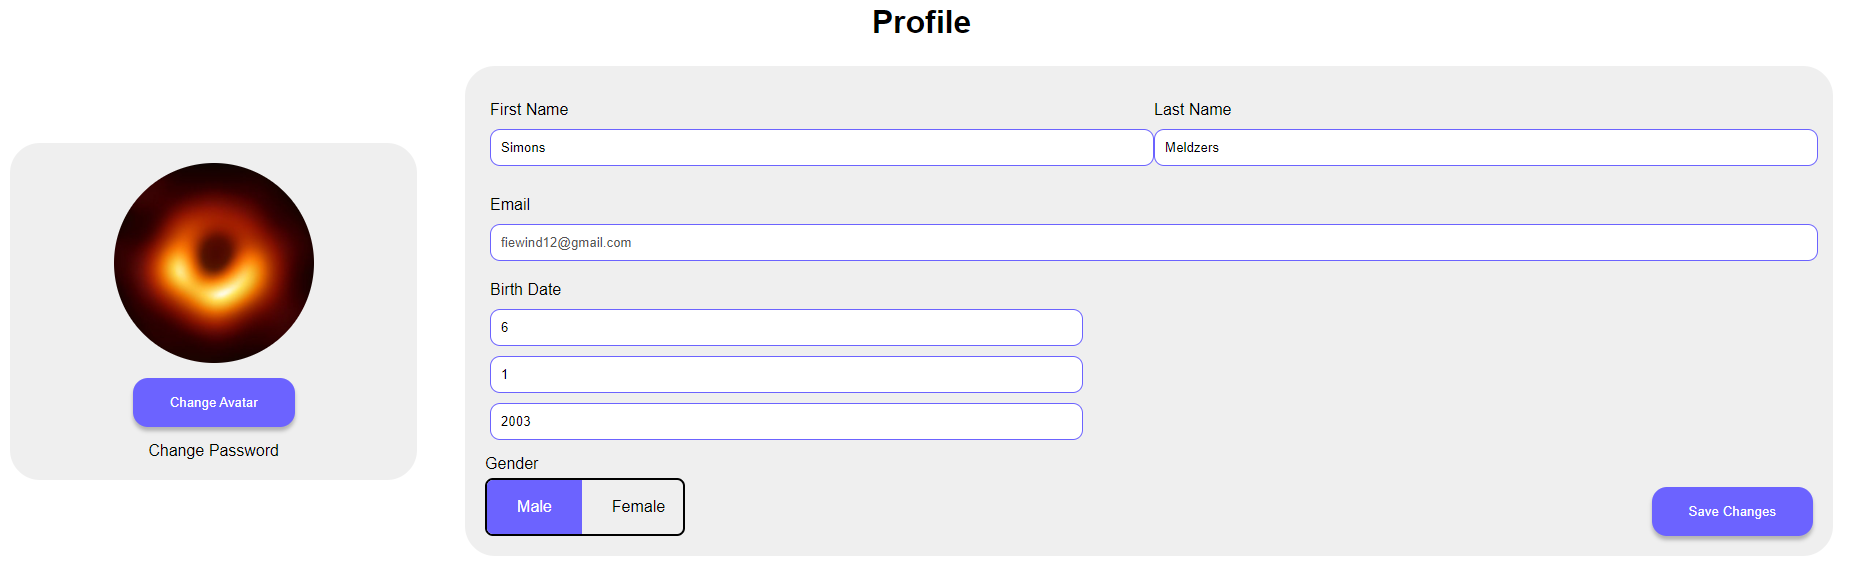 Profile
Change Avatar
Change Password
First Name
Last Name
Simons
Meldzers
Email
fiewind12@gmail.com
Birth Date
6
1
2003
Gender
Male
Female
Save Changes